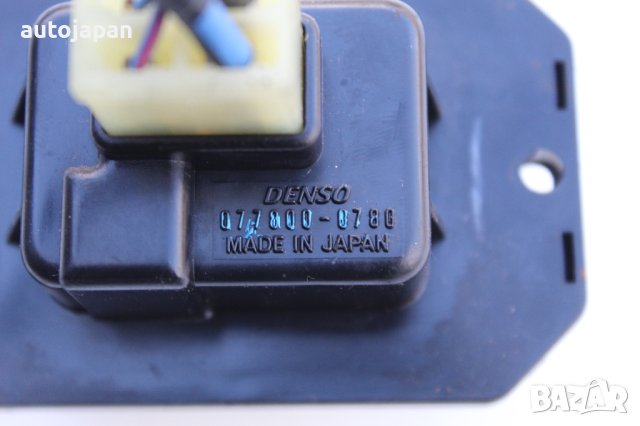 autojapan
DENSO
077800-0780
MADE IN JAPAN
BAZAR